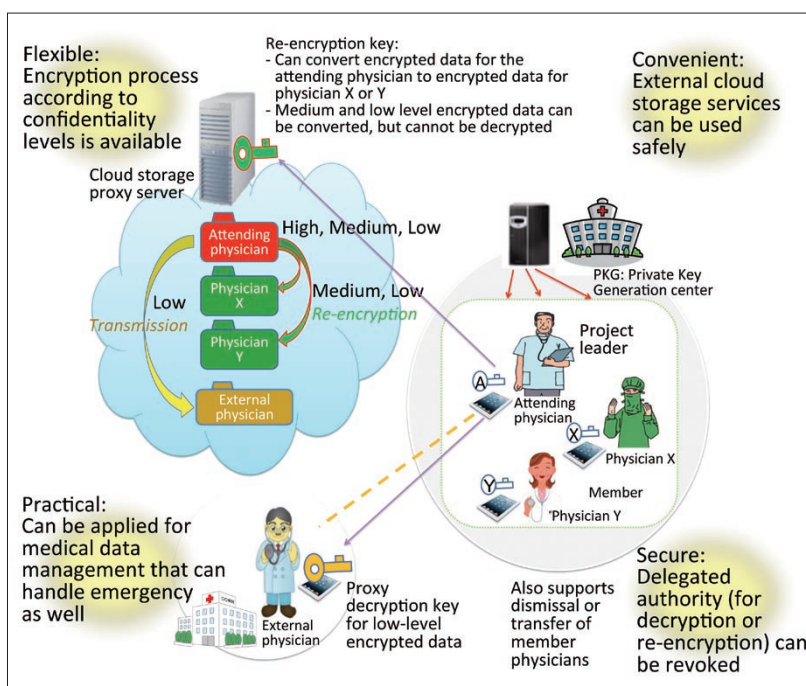 Flexible:
Encryption process
according to
confidentiality
levels is available
Re-encryption key:
- Can convert encrypted data for the
attending physician to encrypted data for
physician X or Y
- Medium and low level encrypted data can
be converted, but cannot be decrypted
Convenient:
External cloud
storage services
can be used
safely
Cloud storage
proxy server
Attending
physician
High, Medium, Low
Physician
X
Medium, Low
Re-encryption
Low
Transmission
Physician
Y
External
physician
PKG: Private Key
Generation center
Project
leader
A
Attending
physician
X
Physician X
Y
Member
Physician Y
Practical:
Can be applied for
medical data
management that can
handle emergency
as well
External
physician
Proxy
decryption key
for low-level
encrypted data
Also supports
dismissal or
transfer of
member
physicians
Secure:
Delegated
authority (for
decryption or
re-encryption) can
be revoked